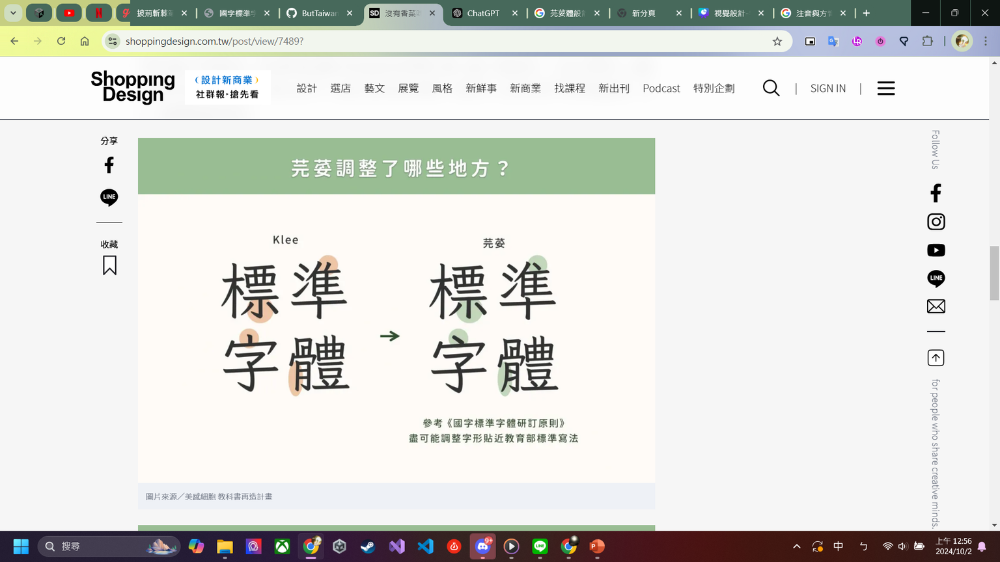 披荊斬棘
國字標準字
ButTaiwan
沒有香菜
ChatGPT
芫荽體設
新分頁
視覺設計-
注音與方
shoppingdesign.com.tw/post/view/7489?
Shopping
Design
(設計新商業)
社群報‧搶先看
設計
選店
藝文
展覽
風格
新鮮事
新商業
找課程
新出刊
Podcast
特別企劃
SIGN IN
分享
LINE
收藏
芫荽調整了哪些地方？
Klee
標準
字體
芫荽
標準
字體
參考《國字標準字體研訂原則》
盡可能調整字形貼近教育部標準寫法
圖片來源／美感細胞 教科書再造計畫
Follow Us
LINE
for people who share creative minds.
搜尋
9+
中
ㄅ
上午 12:56
2024/10/2